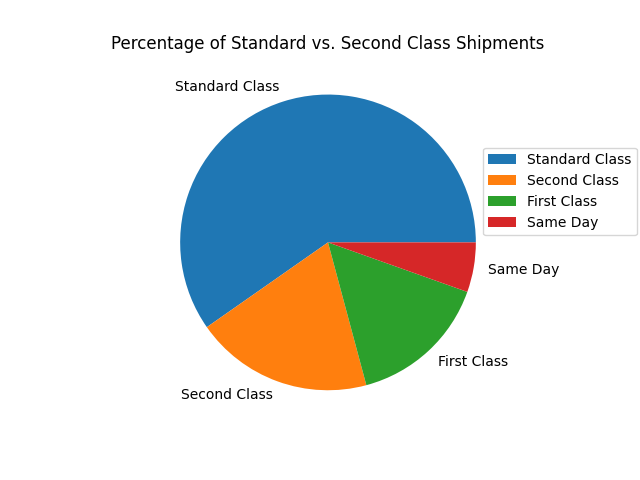 Percentage of Standard vs. Second Class Shipments
Standard Class
Standard Class
Second Class
First Class
Same Day
Same Day
First Class
Second Class